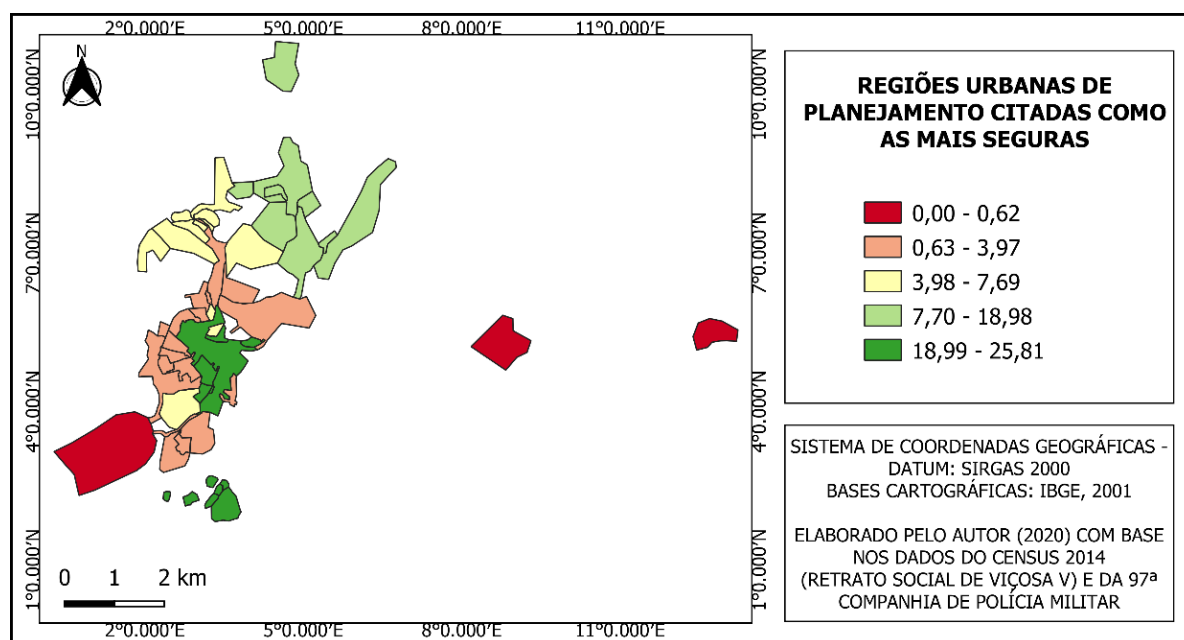 2°0.000′E 5°0.000′E 8°0.000′E 11°0.000′E
N
10°0.000′N
7°0.000′N
4°0.000′N
1°0.000′N
10°0.000′N
7°0.000′N
4°0.000′N
1°0.000′N
0 1 2 km
2°0.000′E 5°0.000′E 8°0.000′E 11°0.000′E
REGIÕES URBANAS DE
PLANEJAMENTO CITADAS COMO
AS MAIS SEGURAS
0,00 - 0,62
0,63 - 3,97
3,98 - 7,69
7,70 - 18,98
18,99 - 25,81
SISTEMA DE COORDENADAS GEOGRÁFICAS -
DATUM: SIRGAS 2000
BASES CARTOGRÁFICAS: IBGE, 2001
ELABORADO PELO AUTOR (2020) COM BASE
NOS DADOS DO CENSUS 2014
(RETRATO SOCIAL DE VIÇOSA V) E DA 97ª
COMPANHIA DE POLÍCIA MILITAR